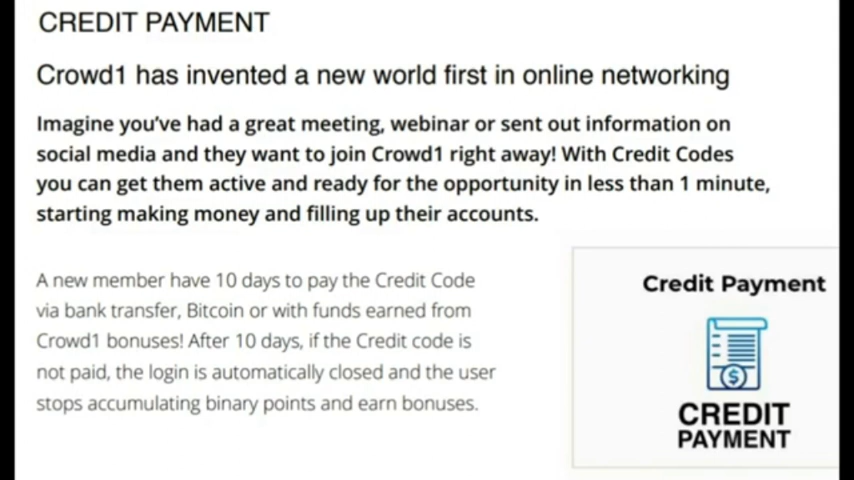 CREDIT PAYMENT
Crowd1 has invented a new world first in online networking
Imagine you've had a great meeting, webinar or sent out information on
social media and they want to join Crowd1 right away! With Credit Codes
you can get them active and ready for the opportunity in less than 1 minute,
starting making money and filling up their accounts.
A new member have 10 days to pay the Credit Code
via bank transfer, Bitcoin or with funds earned from
Crowd1 bonuses! After 10 days, if the Credit code is
not paid, the login is automatically closed and the user
stops accumulating binary points and earn bonuses.
Credit Payment
$
CREDIT
PAYMENT